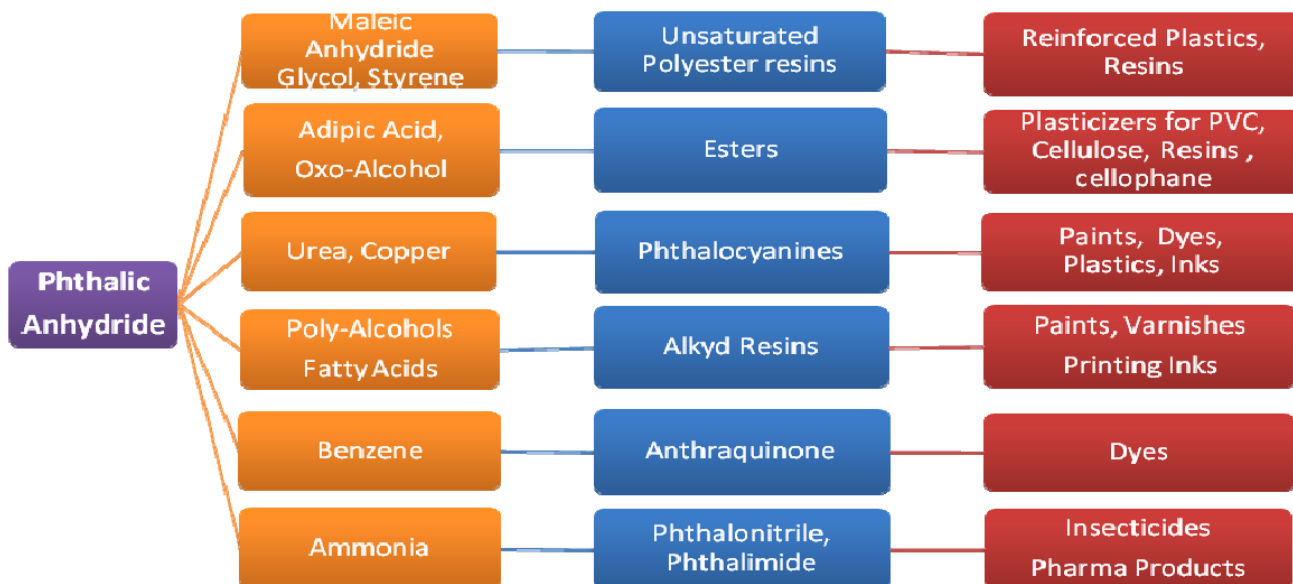 Maleic
Anhydride
Glycol, Styrene
Unsaturated
Polyester resins
Reinforced Plastics,
Resins
Adipic Acid,
Oxo-Alcohol
Esters
Plasticizers for PVC,
Cellulose, Resins ,
cellophane
Urea, Copper
Phthalocyanines
Paints, Dyes,
Plastics, Inks
Phthalic
Anhydride
Poly-Alcohols
Fatty Acids
Alkyd Resins
Paints, Varnishes
Printing Inks
Benzene
Anthraquinone
Dyes
Ammonia
Phthalonitrile,
Phthalimide
Insecticides
Pharma Products